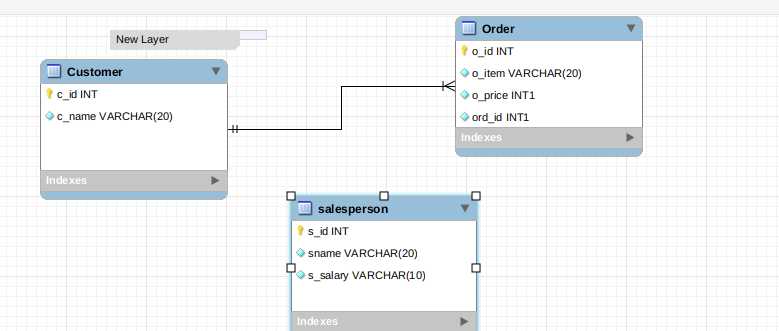 New Layer
Customer
c_id INT
c_name VARCHAR(20)
Indexes
Order
o_id INT
o_item VARCHAR(20)
o_price INT1
ord_id INT1
Indexes
salesperson
s_id INT
sname VARCHAR(20)
s_salary VARCHAR(10)
Indexes